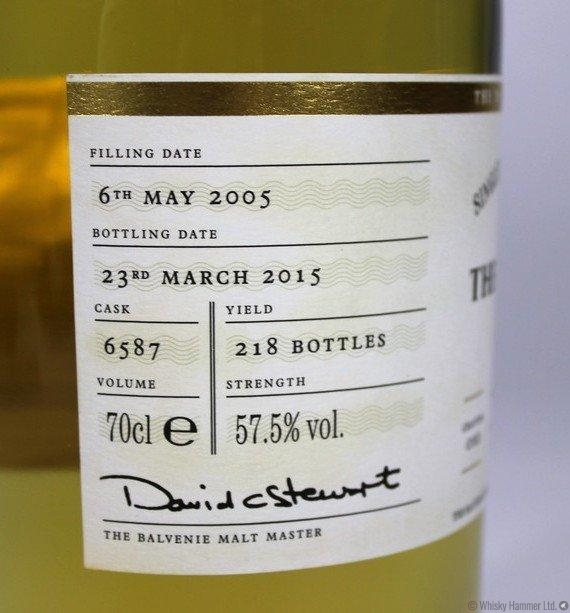 FILLING DATE
6TH MAY 2005
BOTTLING DATE
23RD MARCH 2015
CASK
YIELD
6587
218 BOTTLES
VOLUME
STRENGTH
70cl e
57.5% vol.
David C Stewart
THE BALVENIE MALT MASTER
TH
© Whisky Hammer Ltd.